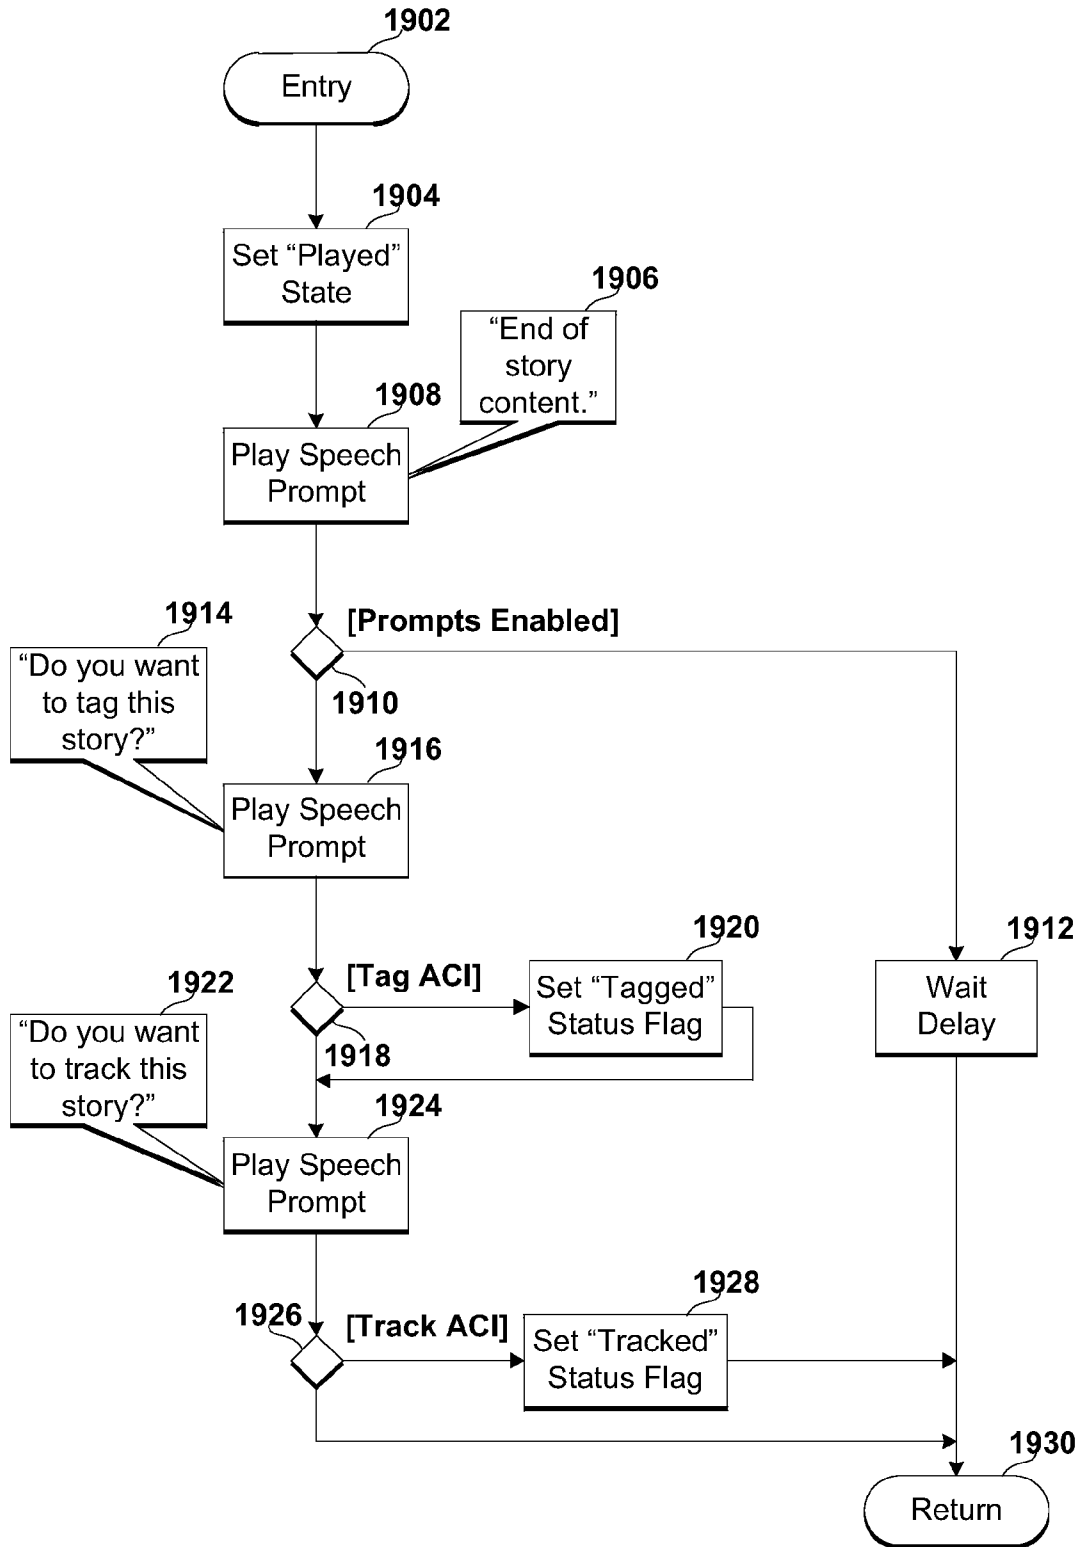 1902
Entry
1904
Set “Played”
State
1906
“End of
story
content.”
1908
Play Speech
Prompt
[Prompts Enabled]
1910
1914
“Do you want
to tag this
story?”
1916
Play Speech
Prompt
[Tag ACI]
1918
1920
Set “Tagged”
Status Flag
1912
Wait
Delay
1922
“Do you want
to track this
story?”
1924
Play Speech
Prompt
1926
[Track ACI]
1928
Set “Tracked”
Status Flag
1930
Return